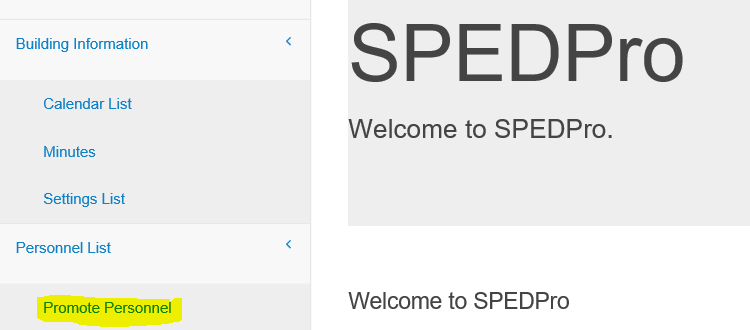 Building Information
Calendar List
Minutes
Settings List
Personnel List
Promote Personnel
SPEDPro
Welcome to SPEDPro.
Welcome to SPEDPro